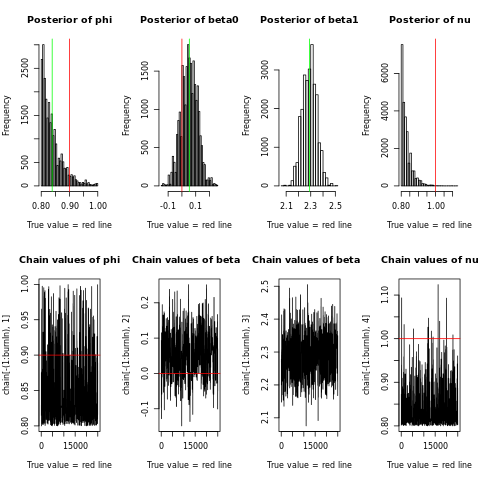 Posterior of phi
Posterior of beta0
Posterior of beta1
Posterior of nu
Frequency
0 500 1500 2500
0.80 0.90 1.00
True value = red line
Frequency
0 500 1000 1500
-0.1 0.1
True value = red line
Frequency
0 1000 2000 3000
2.1 2.3 2.5
True value = red line
Frequency
0 2000 4000 6000
0.80 1.00
True value = red line
Chain values of phi
Chain values of beta
Chain values of beta
Chain values of nu
chain[-(1:burnIn), 1]
0.80 0.85 0.90 0.95 1.00
0 15000
True value = red line
chain[-(1:burnIn), 2]
-0.1 0.0 0.1 0.2
0 15000
True value = red line
chain[-(1:burnIn), 3]
2.1 2.2 2.3 2.4 2.5
0 15000
True value = red line
chain[-(1:burnIn), 4]
0.80 0.90 1.00 1.10
0 15000
True value = red line